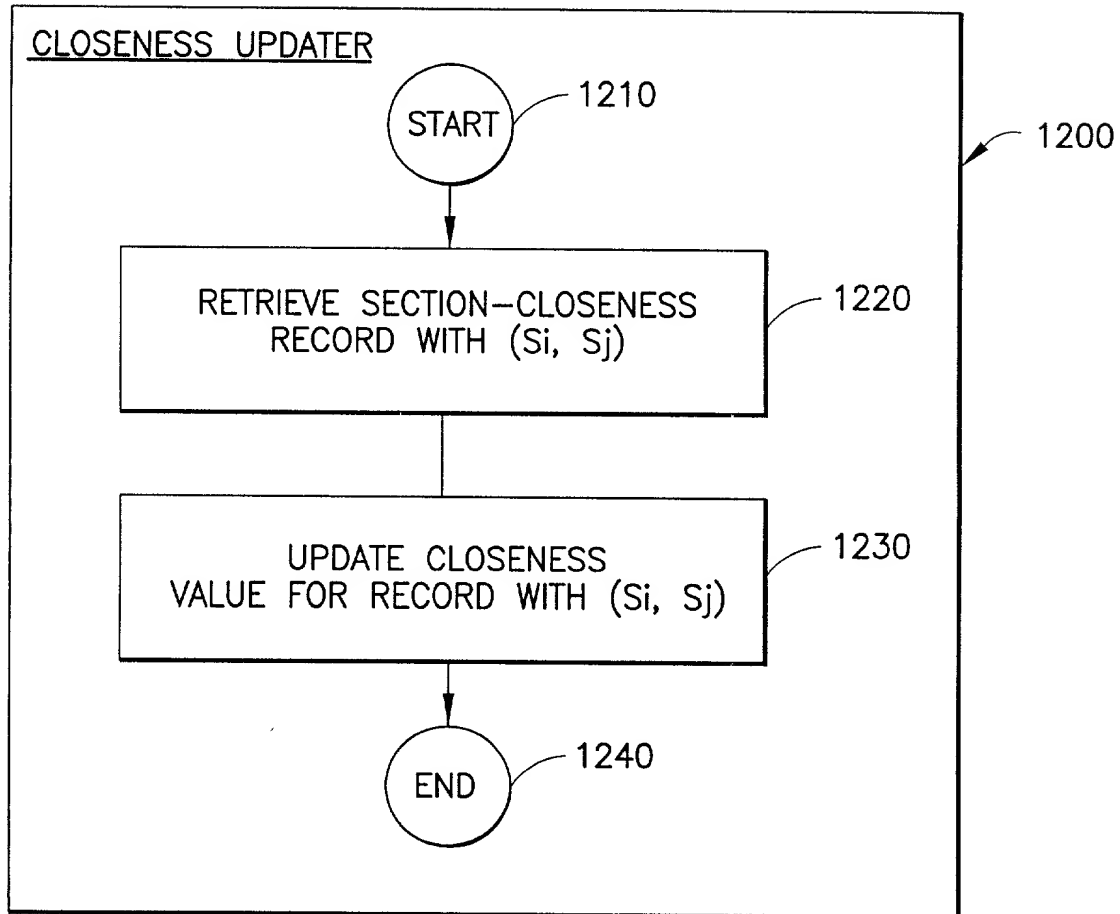 CLOSENESS UPDATER
START
1210
1200
RETRIEVE SECTION-CLOSENESS
RECORD WITH (Si, Sj)
1220
UPDATE CLOSENESS
VALUE FOR RECORD WITH (Si, Sj)
1230
END
1240